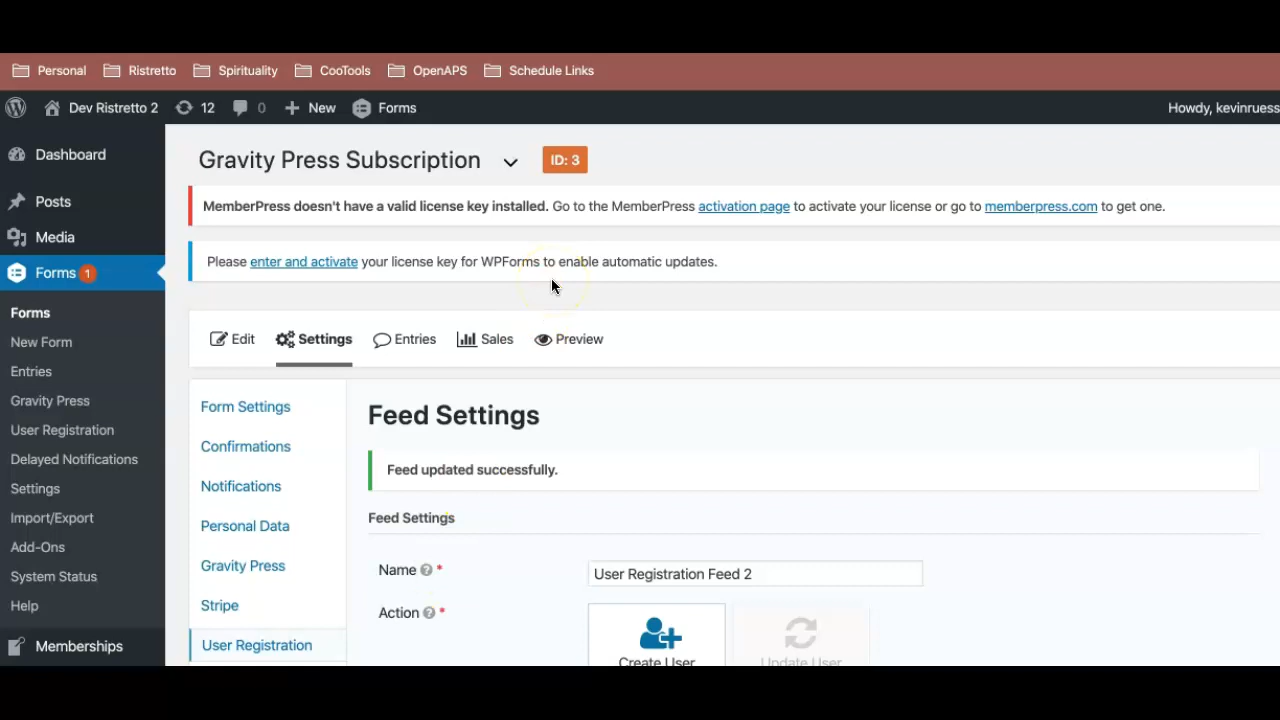 Personal Ristretto Spirituality CooTools OpenAPS Schedule Links
Dev Ristretto 2 12 0 New Forms Howdy, kevinruess
Dashboard
Posts
Media
Forms 1
Forms
New Form
Entries
Gravity Press
User Registration
Delayed Notifications
Settings
Import/Export
Add-Ons
System Status
Help
Memberships
Gravity Press Subscription ID: 3
MemberPress doesn't have a valid license key installed. Go to the MemberPress activation page to activate your license or go to memberpress.com to get one.
Please enter and activate your license key for WPForms to enable automatic updates.
Edit Settings Entries Sales Preview
Form Settings
Confirmations
Notifications
Personal Data
Gravity Press
Stripe
User Registration
Feed Settings
Feed updated successfully.
Feed Settings
Name ? * User Registration Feed 2
Action ? *
Create User Update User